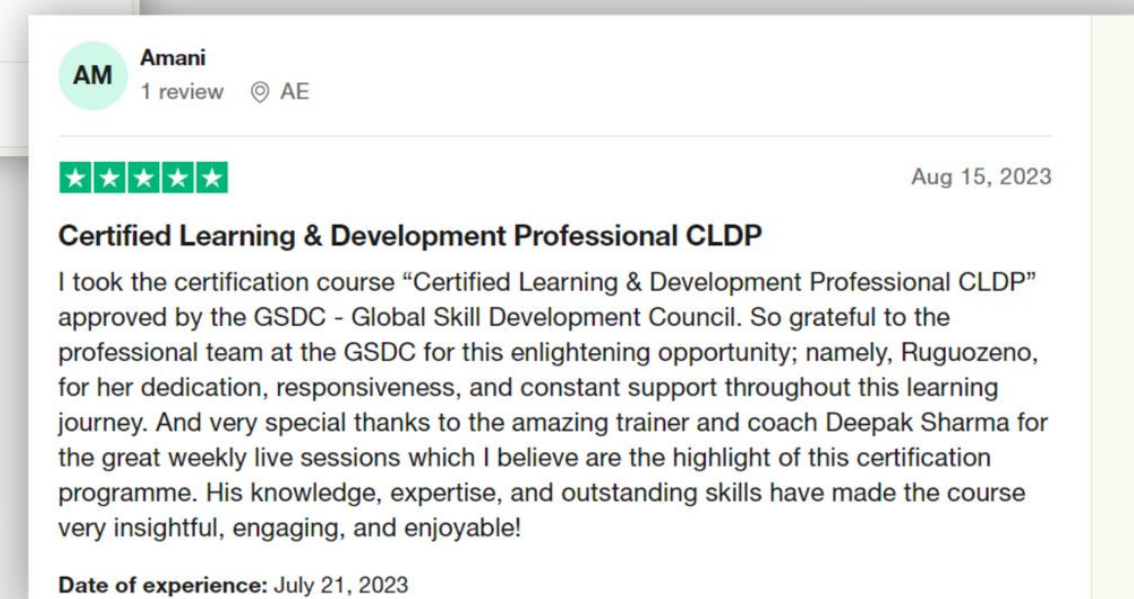 AM
Amani
1 review AE
Aug 15, 2023
Certified Learning & Development Professional CLDP
I took the certification course “Certified Learning & Development Professional CLDP”
approved by the GSDC - Global Skill Development Council. So grateful to the
professional team at the GSDC for this enlightening opportunity; namely, Ruguozeno,
for her dedication, responsiveness, and constant support throughout this learning
journey. And very special thanks to the amazing trainer and coach Deepak Sharma for
the great weekly live sessions which I believe are the highlight of this certification
programme. His knowledge, expertise, and outstanding skills have made the course
very insightful, engaging, and enjoyable!
Date of experience: July 21, 2023